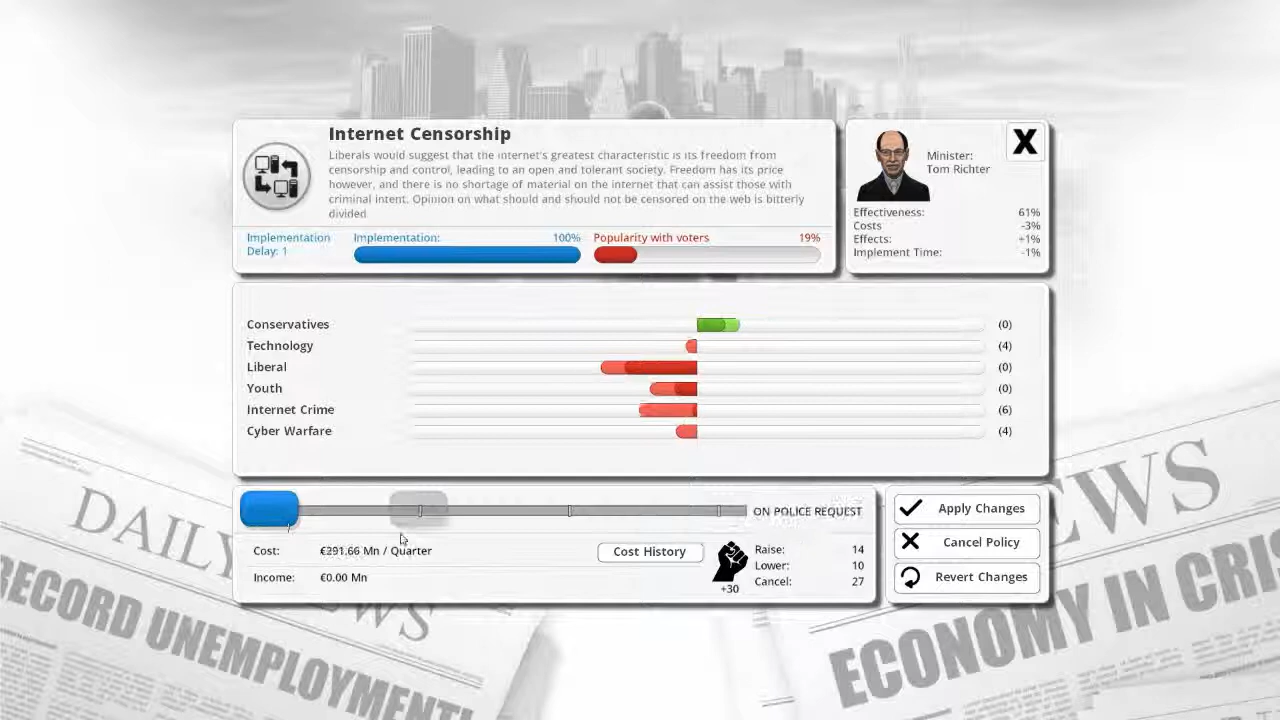 Internet Censorship
Liberals would suggest that the internet's greatest characteristic is its freedom from
censorship and control, leading to an open and tolerant society. Freedom has its price
however, and there is no shortage of material on the internet that can assist those with
criminal intent. Opinion on what should and should not be censored on the web is bitterly
divided
Implementation
Delay: 1
Implementation: 100%
Popularity with voters 19%
Minister:
Tom Richter
X
Effectiveness: 61%
Costs -3%
Effects: +1%
Implement Time: -1%
Conservatives (0)
Technology (4)
Liberal (0)
Youth (0)
Internet Crime (6)
Cyber Warfare (4)
ON POLICE REQUEST
Cost: €291.66 Mn / Quarter
Income: €0.00 Mn
Cost History
+30
Raise: 14
Lower: 10
Cancel: 27
Apply Changes
Cancel Policy
Revert Changes
DAILY NEWS
RECORD UNEMPLOYMENT!
NEWS
ECONOMY IN CRIS